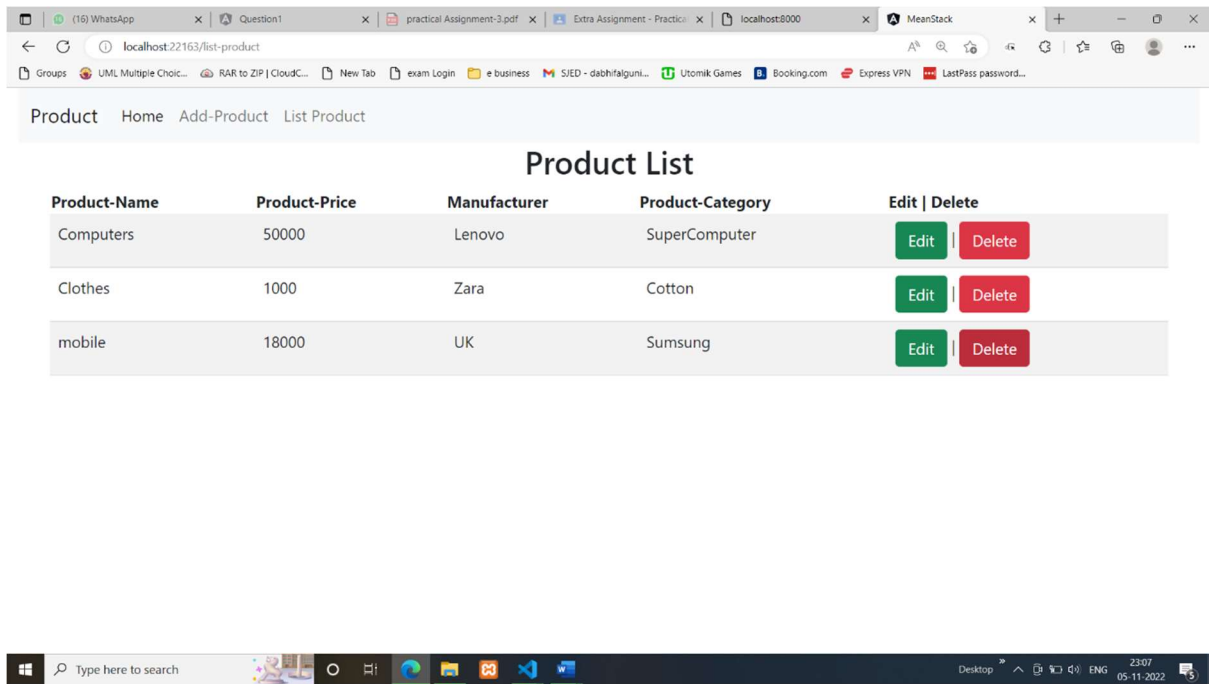 (16) WhatsApp
Question1
practical Assignment-3.pdf
Extra Assignment - Practica
localhost:8000
MeanStack
localhost:22163/list-product
Groups
UML Multiple Choic...
RAR to ZIP | CloudC...
New Tab
exam Login
e business
SJED - dabhifalguni...
Utomik Games
B.
Booking.com
Express VPN
LastPass password...
Product Home Add-Product List Product
Product List
Product-Name Product-Price Manufacturer Product-Category Edit | Delete
Computers 50000 Lenovo SuperComputer Edit | Delete
Clothes 1000 Zara Cotton Edit | Delete
mobile 18000 UK Sumsung Edit | Delete
Type here to search
Desktop
ENG
23:07
05-11-2022
5